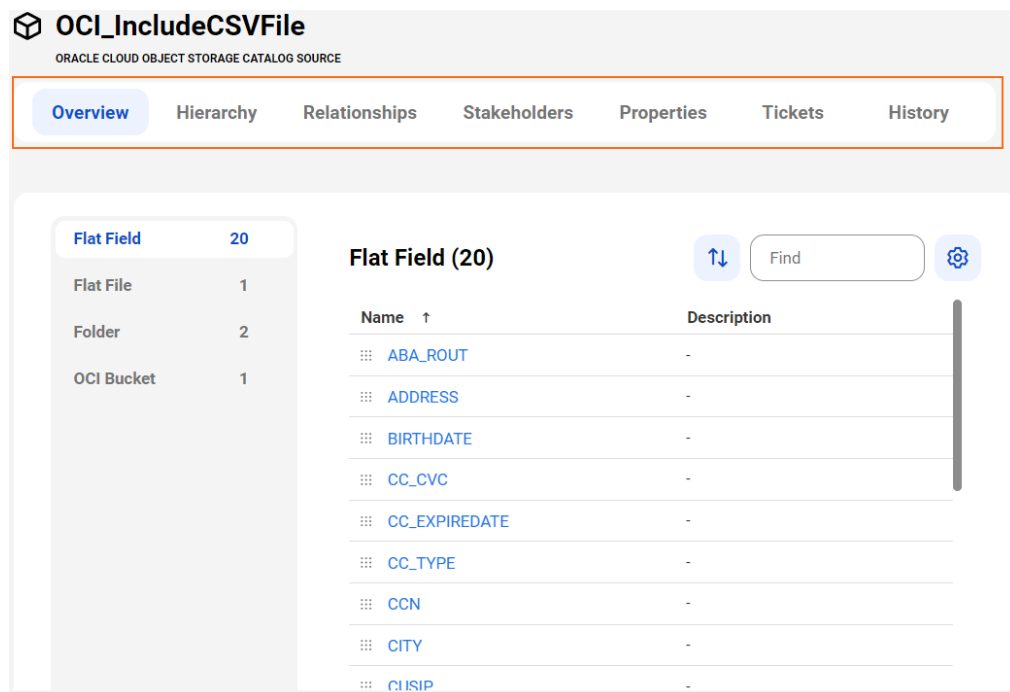 OCI_IncludeCSVFile
ORACLE CLOUD OBJECT STORAGE CATALOG SOURCE
Overview Hierarchy Relationships Stakeholders Properties Tickets History
Flat Field 20
Flat File 1
Folder 2
OCI Bucket 1
Flat Field (20) Find
Name ↑ Description
ABA_ROUT -
ADDRESS -
BIRTHDATE -
CC_CVC -
CC_EXPIREDATE -
CC_TYPE -
CCN -
CITY -
CUSIP -